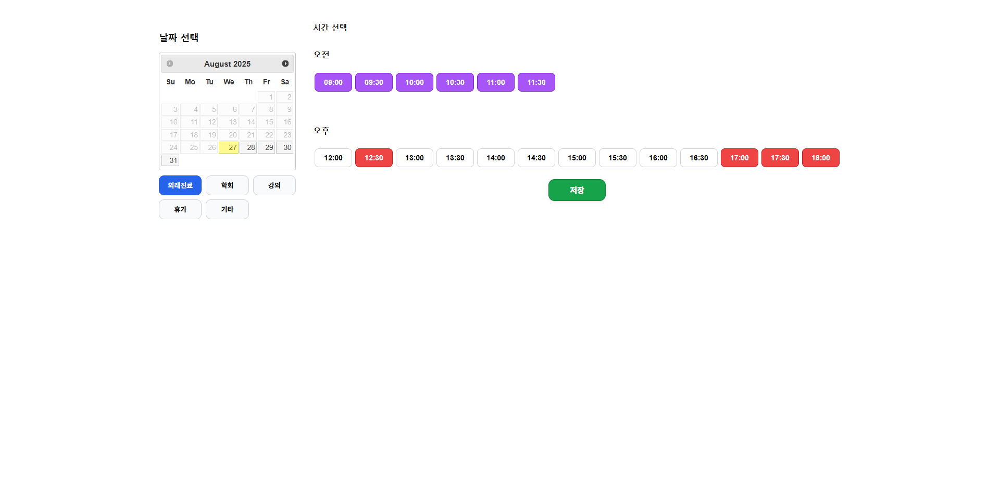 날짜 선택
August 2025
Su Mo Tu We Th Fr Sa
1 2
3 4 5 6 7 8 9
10 11 12 13 14 15 16
17 18 19 20 21 22 23
24 25 26 27 28 29 30
31
외래진료 학회 강의
휴가 기타
시간 선택
오전
09:00 09:30 10:00 10:30 11:00 11:30
오후
12:00 12:30 13:00 13:30 14:00 14:30 15:00 15:30 16:00 16:30 17:00 17:30 18:00
저장